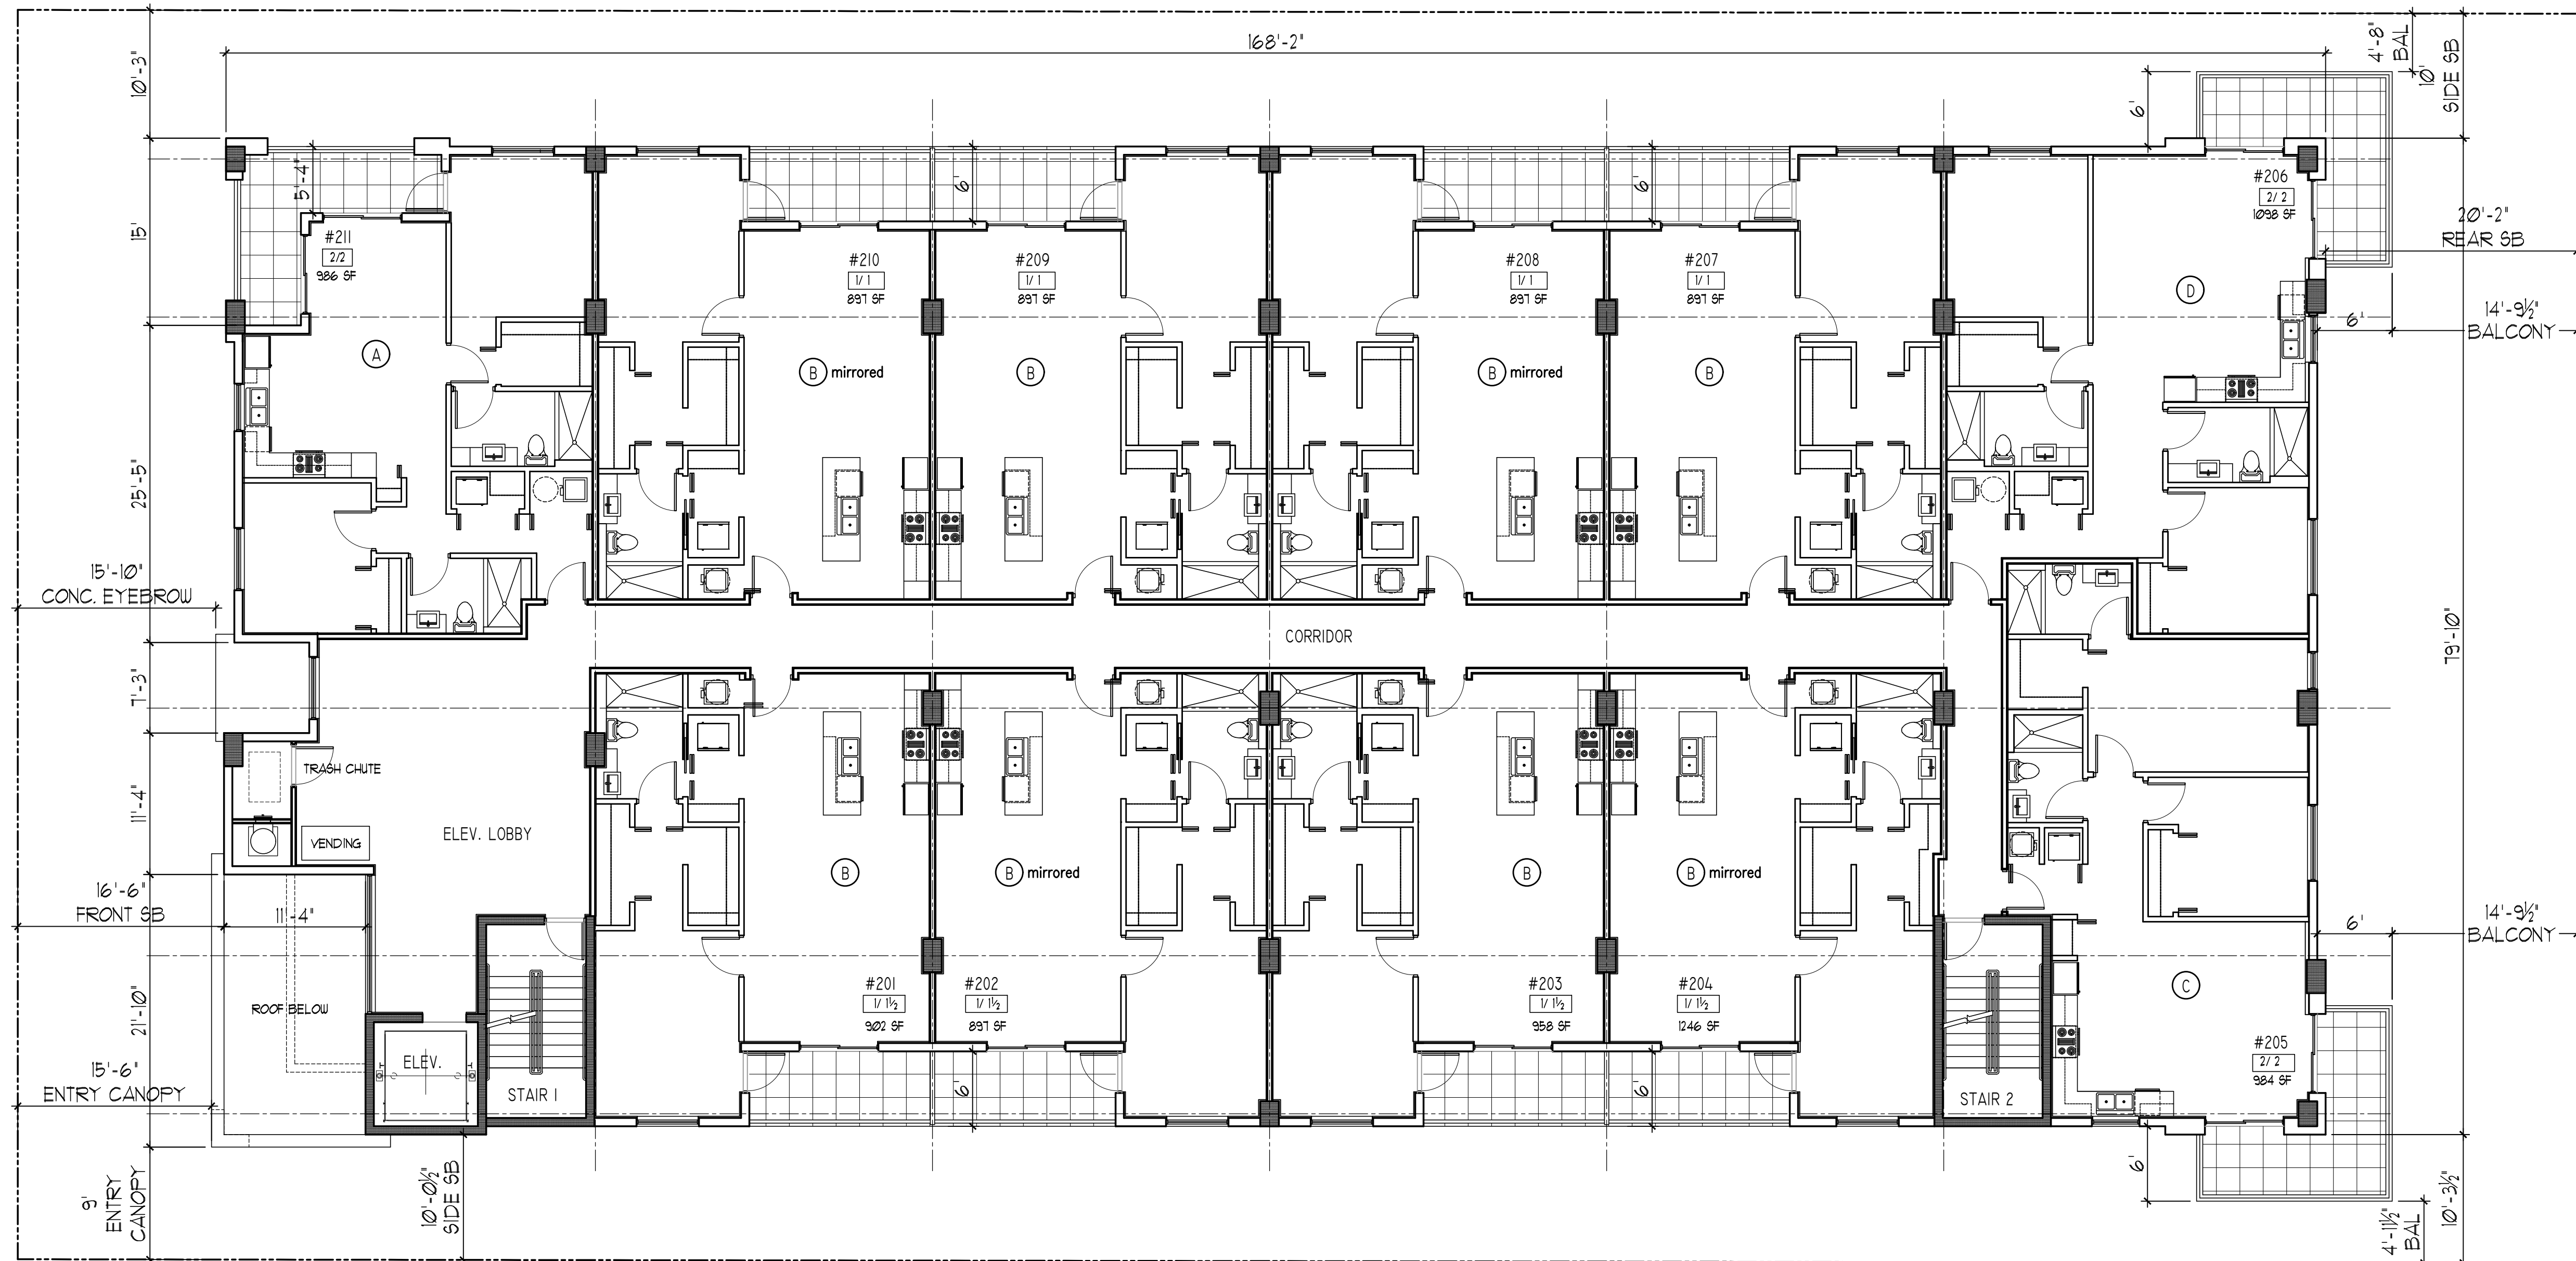 168'-2"
10'-3"
4'-8"
BAL
10'
SIDE SB
6'
5'-4"
15'
6'
6'
#211
2/2
986 SF
#210
1/ 1
897 SF
#209
1/ 1
897 SF
#208
1/ 1
897 SF
#207
1/ 1
897 SF
#206
2/ 2
1098 SF
20'-2"
REAR SB
14'-9½"
BALCONY
6'
A
B mirrored
B
B mirrored
B
D
25'-5"
15'-10"
CONC. EYEBROW
CORRIDOR
79'-10"
7'-3"
TRASH CHUTE
11'-4"
VENDING
ELEV. LOBBY
16'-6"
FRONT SB
11'-4"
B
B mirrored
B
B mirrored
C
14'-9½"
BALCONY
6'
21'-10"
ROOF BELOW
#201
1/ 1½
902 SF
#202
1/ 1½
897 SF
#203
1/ 1½
958 SF
#204
1/ 1½
1246 SF
#205
2/ 2
984 SF
ELEV.
STAIR 1
STAIR 2
15'-6"
ENTRY CANOPY
6'
6'
6'
9'
ENTRY
CANOPY
10'-0½"
SIDE SB
4'-11½"
BAL
10'-3½"